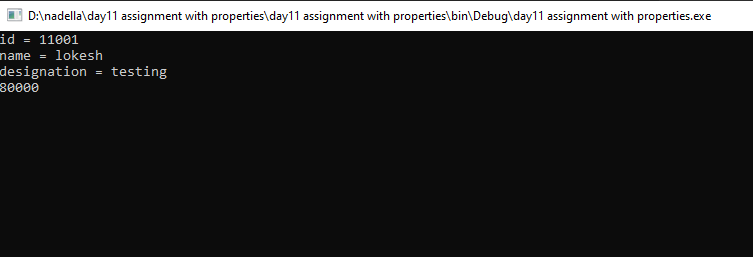 D:\nadella\day11 assignment with properties\day11 assignment with properties\bin\Debug\day11 assignment with properties.exe
id = 11001
name = lokesh
designation = testing
80000